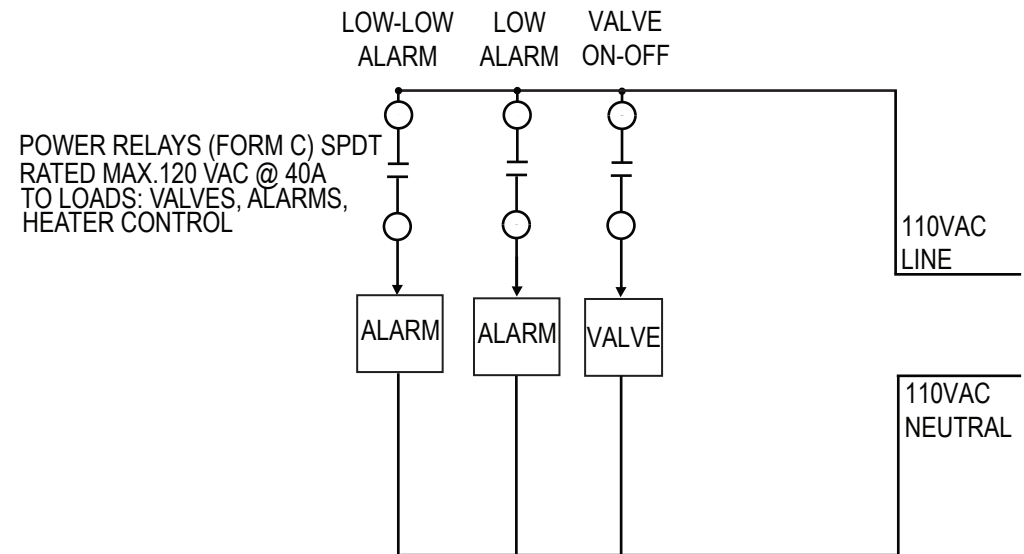 LOW-LOW
ALARM
LOW
ALARM
VALVE
ON-OFF
POWER RELAYS (FORM C) SPDT
RATED MAX.120 VAC @ 40A
TO LOADS: VALVES, ALARMS,
HEATER CONTROL
110VAC
LINE
ALARM
ALARM
VALVE
110VAC
NEUTRAL